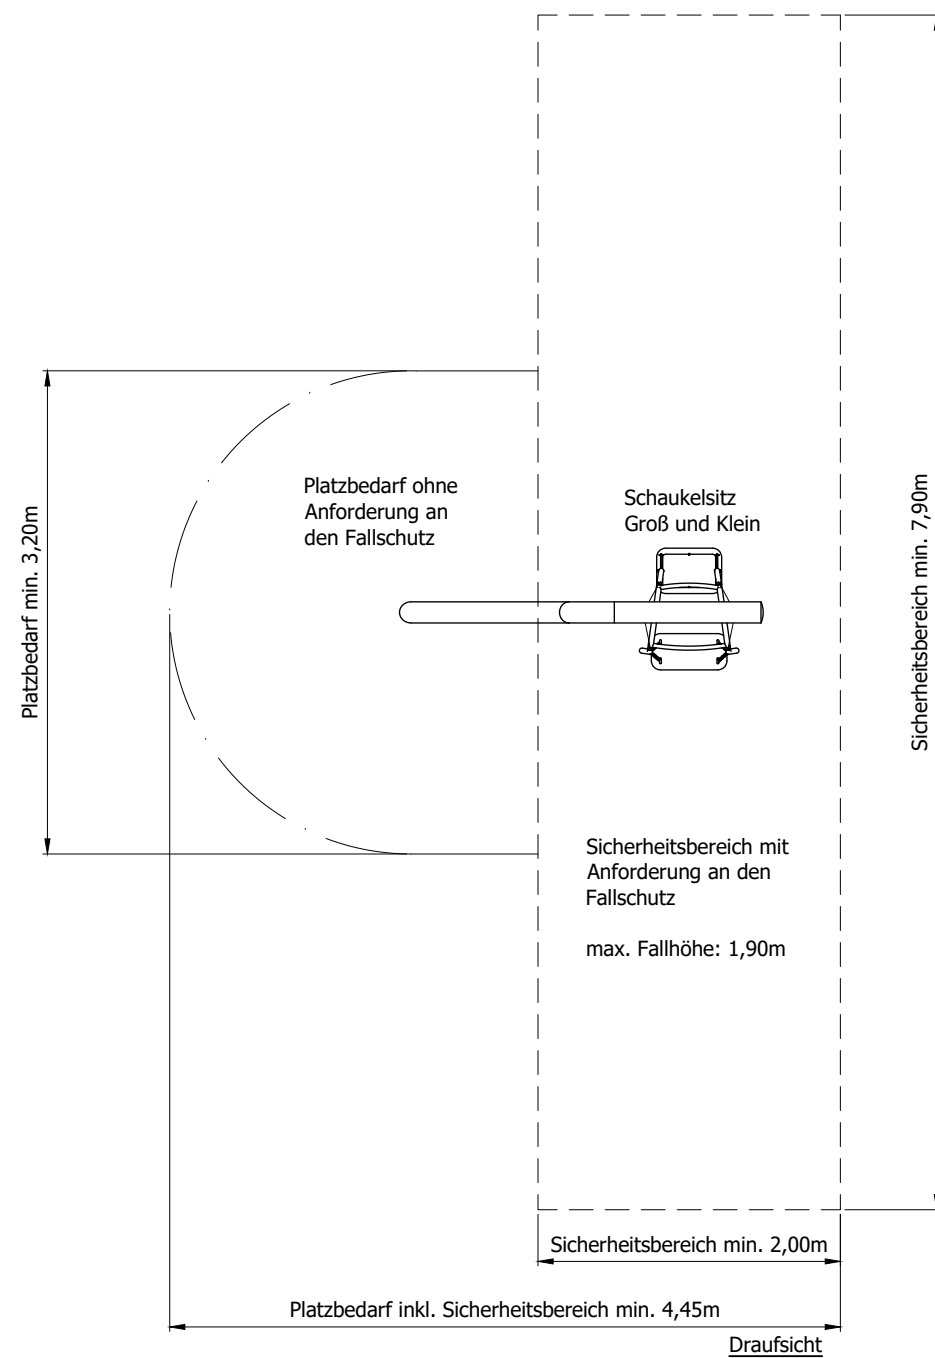 Platzbedarf ohne
Anforderung an
den Fallschutz
Schaukelsitz
Groß und Klein
Platzbedarf min. 3,20m
Sicherheitsbereich min. 7,90m
Sicherheitsbereich mit
Anforderung an den
Fallschutz
max. Fallhöhe: 1,90m
Sicherheitsbereich min. 2,00m
Platzbedarf inkl. Sicherheitsbereich min. 4,45m
Draufsicht